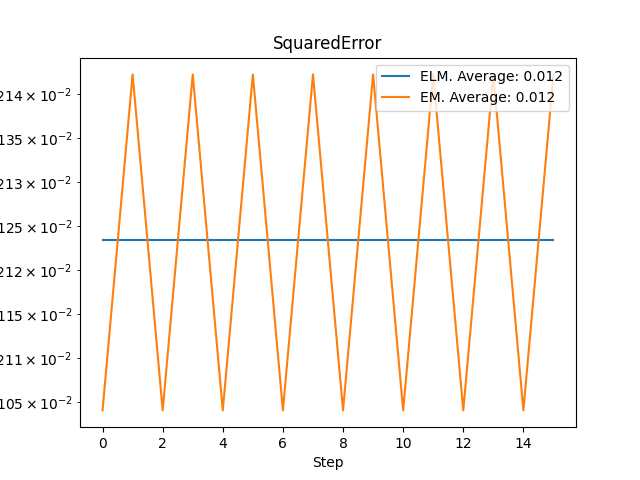 SquaredError
ELM. Average: 0.012
EM. Average: 0.012
214 × 10⁻²
135 × 10⁻²
213 × 10⁻²
125 × 10⁻²
212 × 10⁻²
115 × 10⁻²
211 × 10⁻²
105 × 10⁻²
0 2 4 6 8 10 12 14
Step